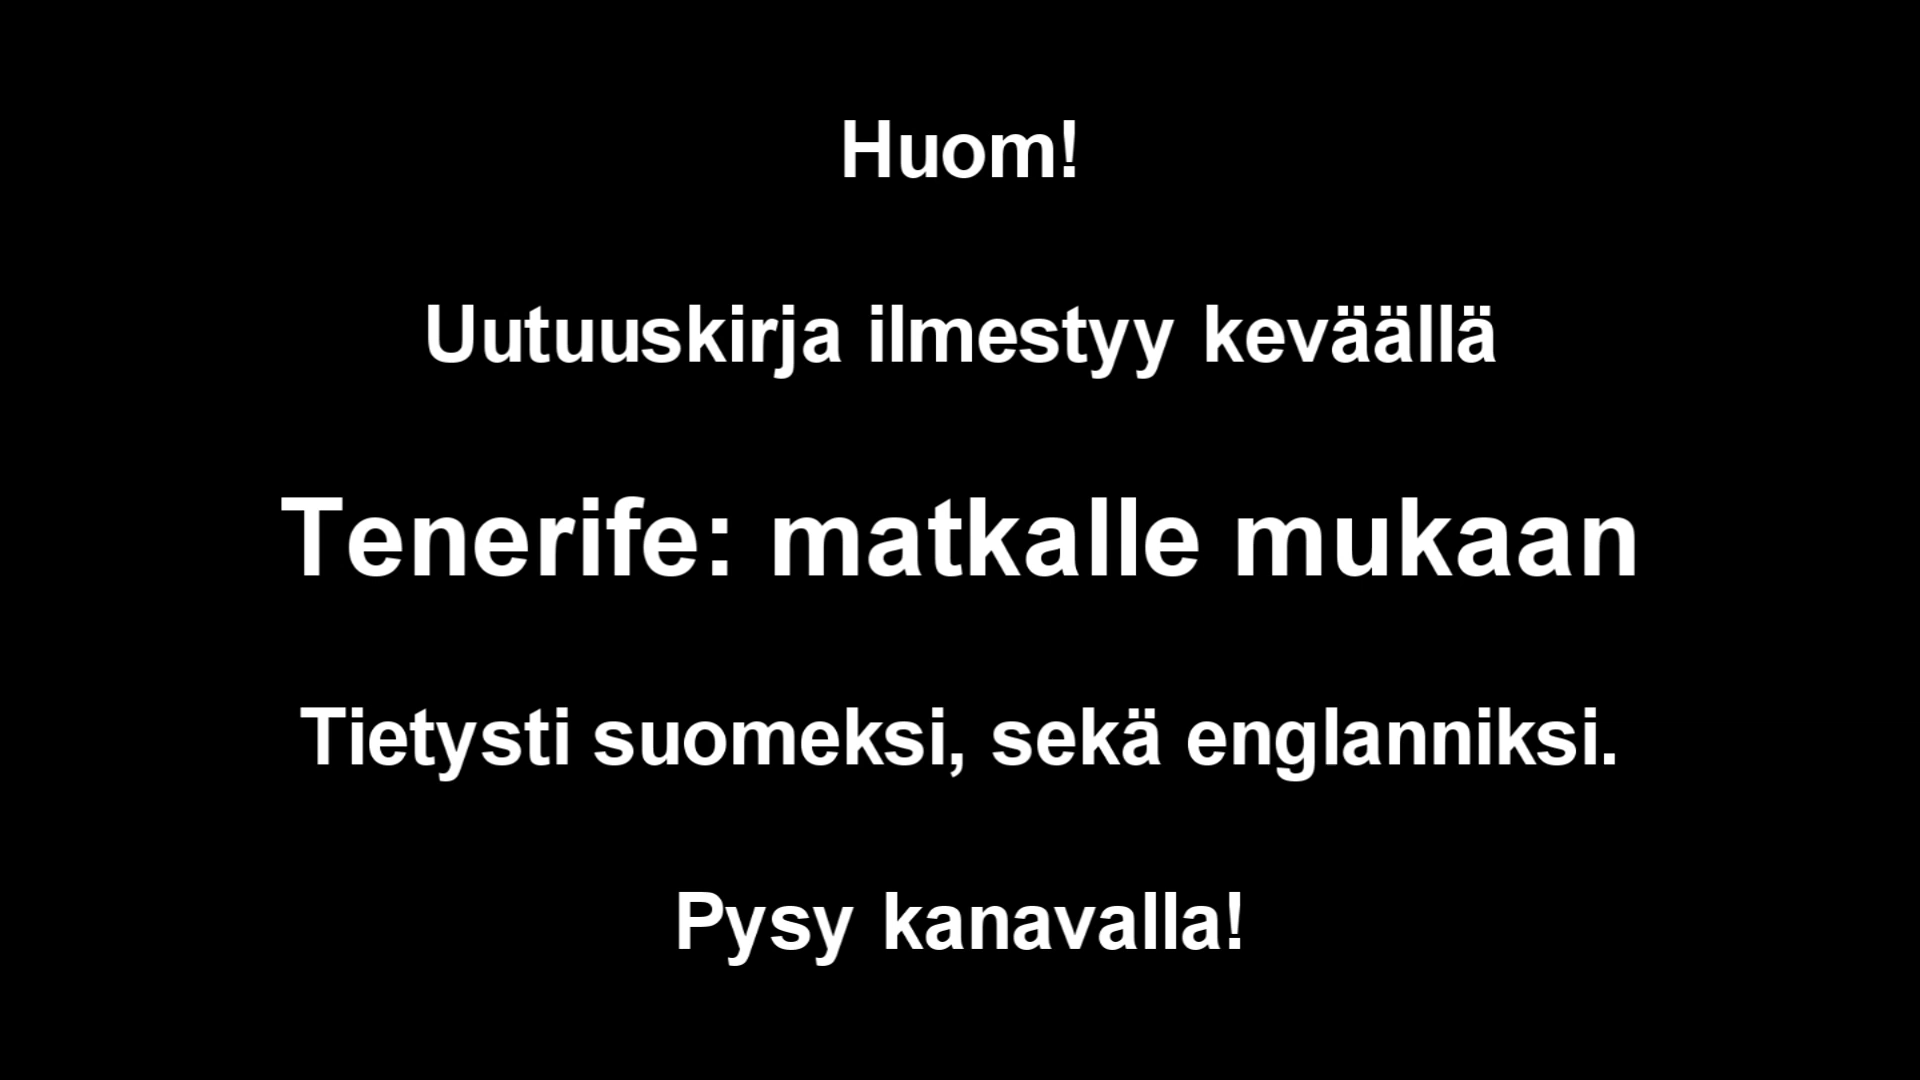 Huom!
Uutuuskirja ilmestyy keväällä
Tenerife: matkalle mukaan
Tietysti suomeksi, sekä englanniksi.
Pysy kanavalla!